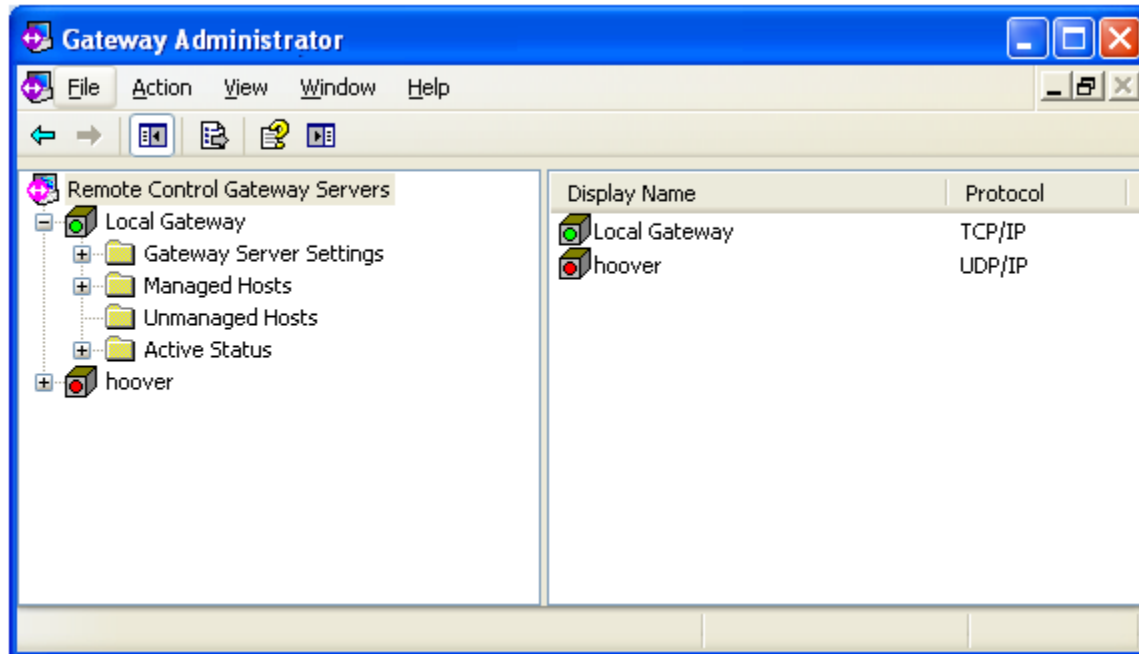 Gateway Administrator
File Action View Window Help
Remote Control Gateway Servers
Local Gateway
Gateway Server Settings
Managed Hosts
Unmanaged Hosts
Active Status
hoover
Display Name Protocol
Local Gateway TCP/IP
hoover UDP/IP